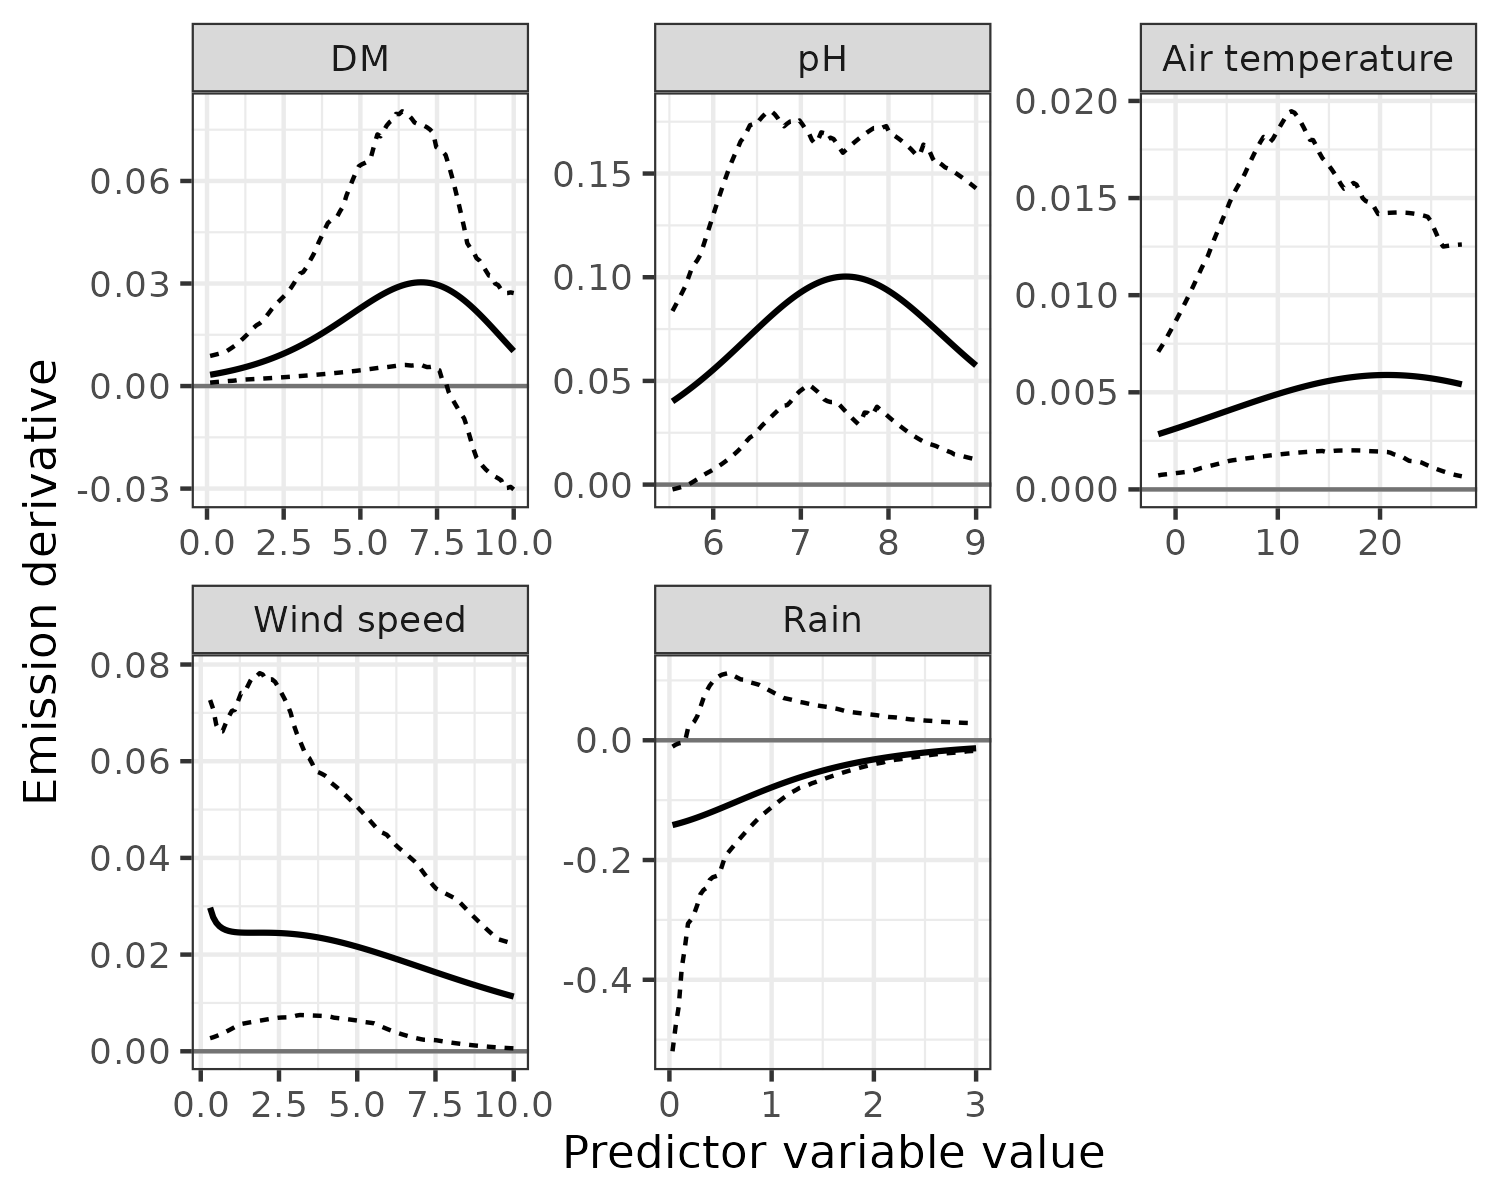 DM
pH
Air temperature
0.06
0.03
0.00
-0.03
0.15
0.10
0.05
0.00
0.020
0.015
0.010
0.005
0.000
0.0 2.5 5.0 7.5 10.0
6 7 8 9
0 10 20
Emission derivative
Wind speed
Rain
0.08
0.06
0.04
0.02
0.00
0.0
-0.2
-0.4
0.0 2.5 5.0 7.5 10.0
0 1 2 3
Predictor variable value